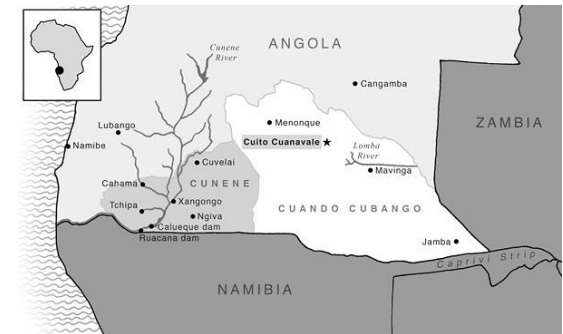 ANGOLA
Cunene
River
Cangamba
ZAMBIA
Menonque
Lubango
Cuito Cuanavale
Lomba
River
Namibe
Cuvelai
Mavinga
Cahama
CUNENE
Tchipa
Xangongo
CUANDO CUBANGO
Ngiva
Calueque dam
Ruacana dam
Jamba
Caprivi Strip
NAMIBIA